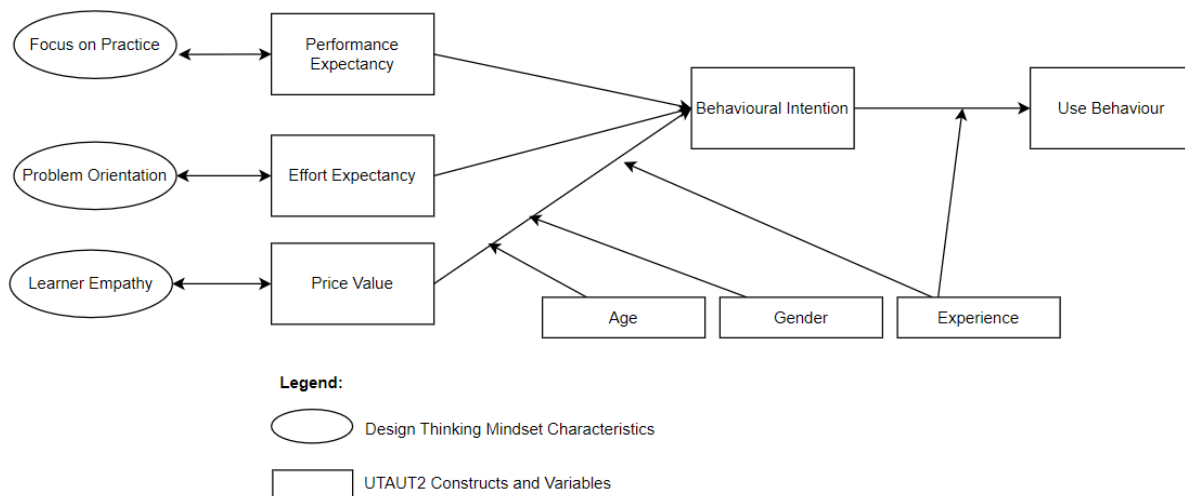 Focus on Practice
Performance
Expectancy
Behavioural Intention
Use Behaviour
Problem Orientation
Effort Expectancy
Learner Empathy
Price Value
Age
Gender
Experience
Legend:
Design Thinking Mindset Characteristics
UTAUT2 Constructs and Variables